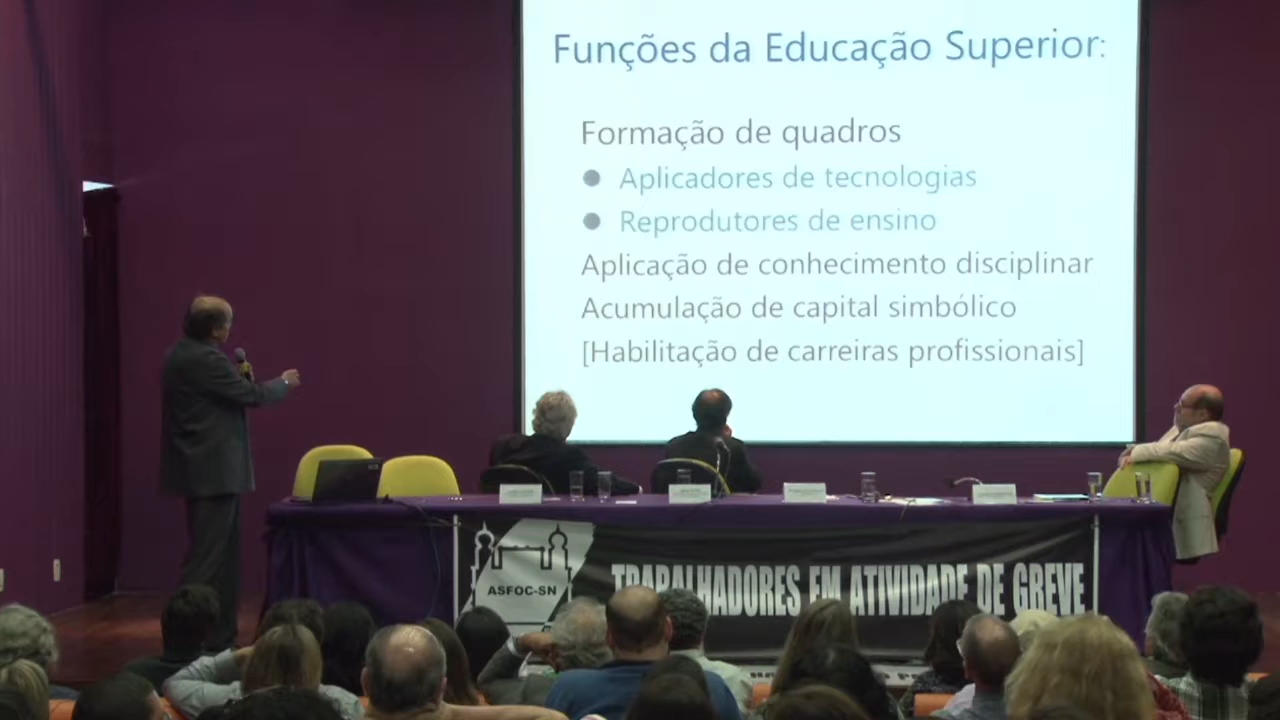 Funções da Educação Superior:
Formação de quadros
● Aplicadores de tecnologias
● Reprodutores de ensino
Aplicação de conhecimento disciplinar
Acumulação de capital simbólico
[Habilitação de carreiras profissionais]
ASFOC-SN
TRABALHADORES EM ATIVIDADE DE GREVE